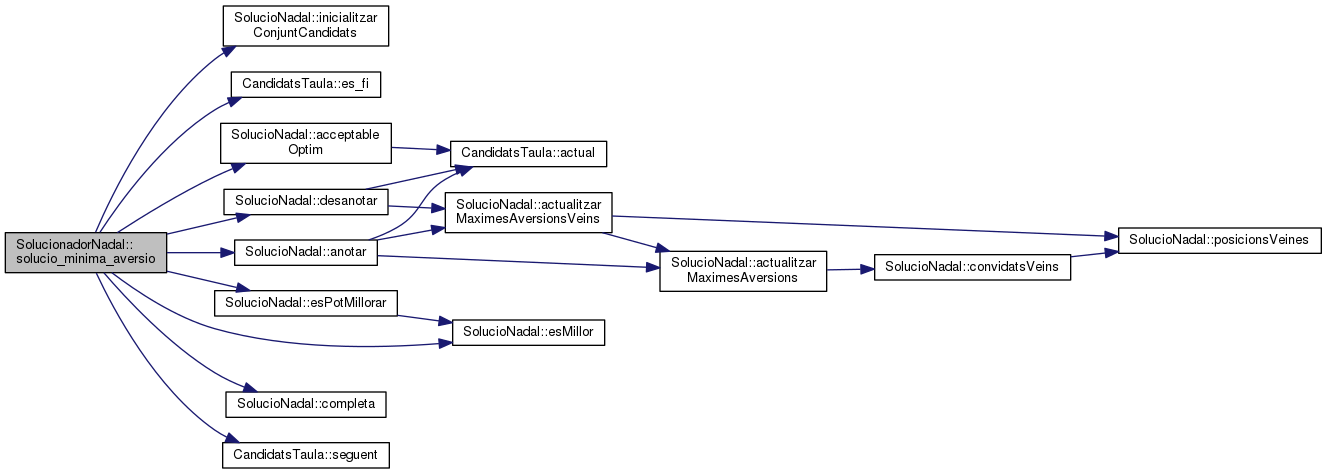 SolucioNadal::inicialitzar
ConjuntCandidats
CandidatsTaula::es_fi
SolucioNadal::acceptable
Optim
CandidatsTaula::actual
SolucioNadal::desanotar
SolucioNadal::actualitzar
MaximesAversionsVeins
SolucionadorNadal::
solucio_minima_aversio
SolucioNadal::anotar
SolucioNadal::posicionsVeines
SolucioNadal::actualitzar
MaximesAversions
SolucioNadal::convidatsVeins
SolucioNadal::esPotMillorar
SolucioNadal::esMillor
SolucioNadal::completa
CandidatsTaula::seguent